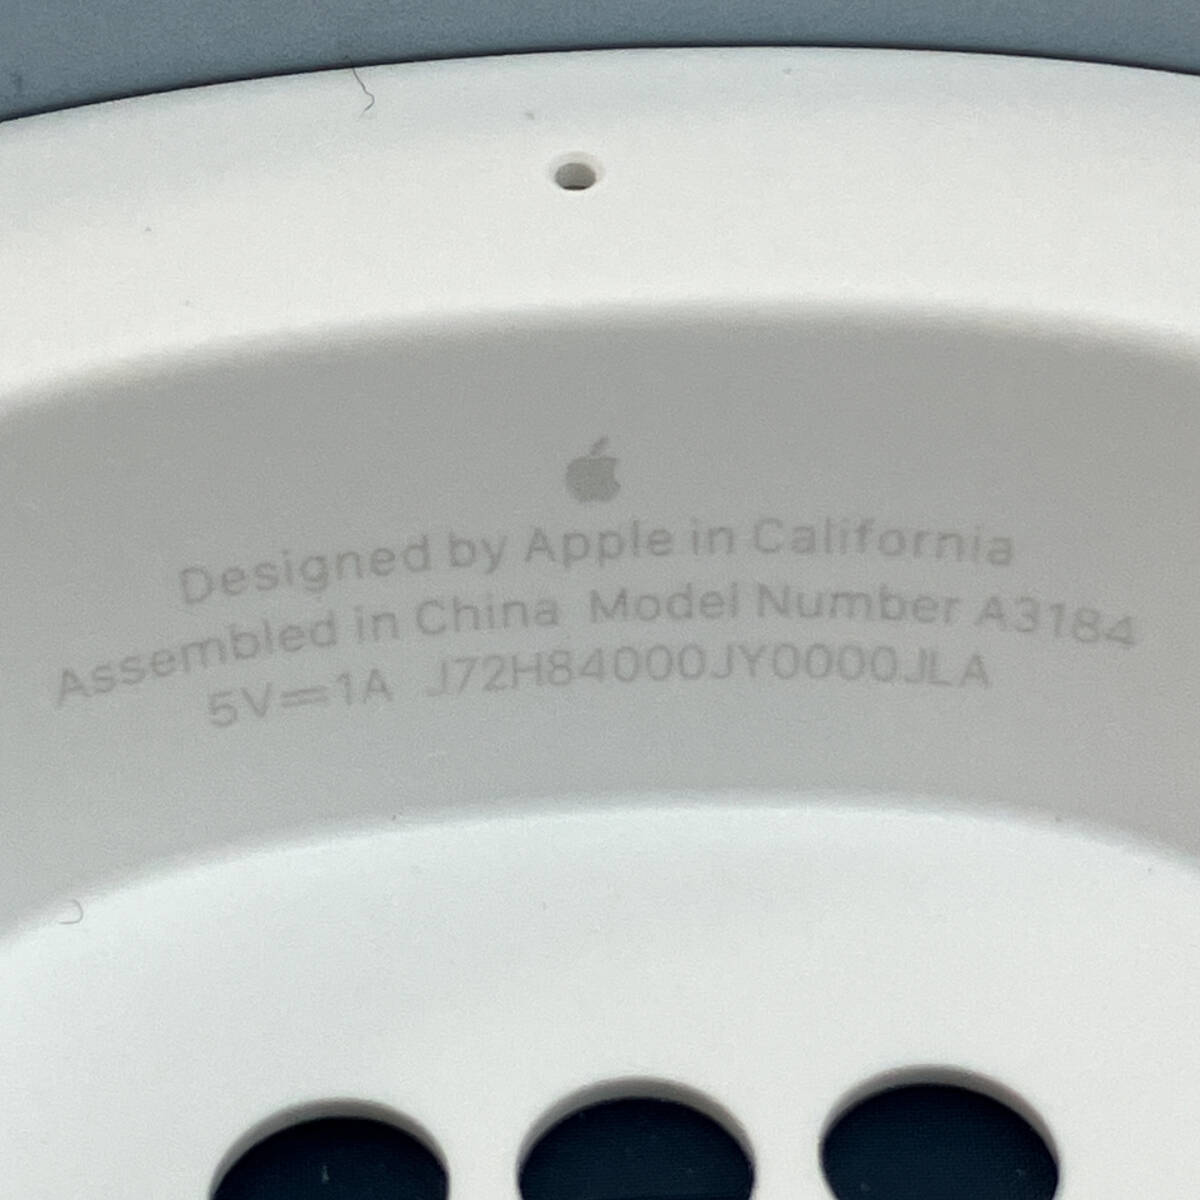 Designed by Apple in California
Assembled in China Model Number A3184
5V⎓1A J72H84000JY0000JLA